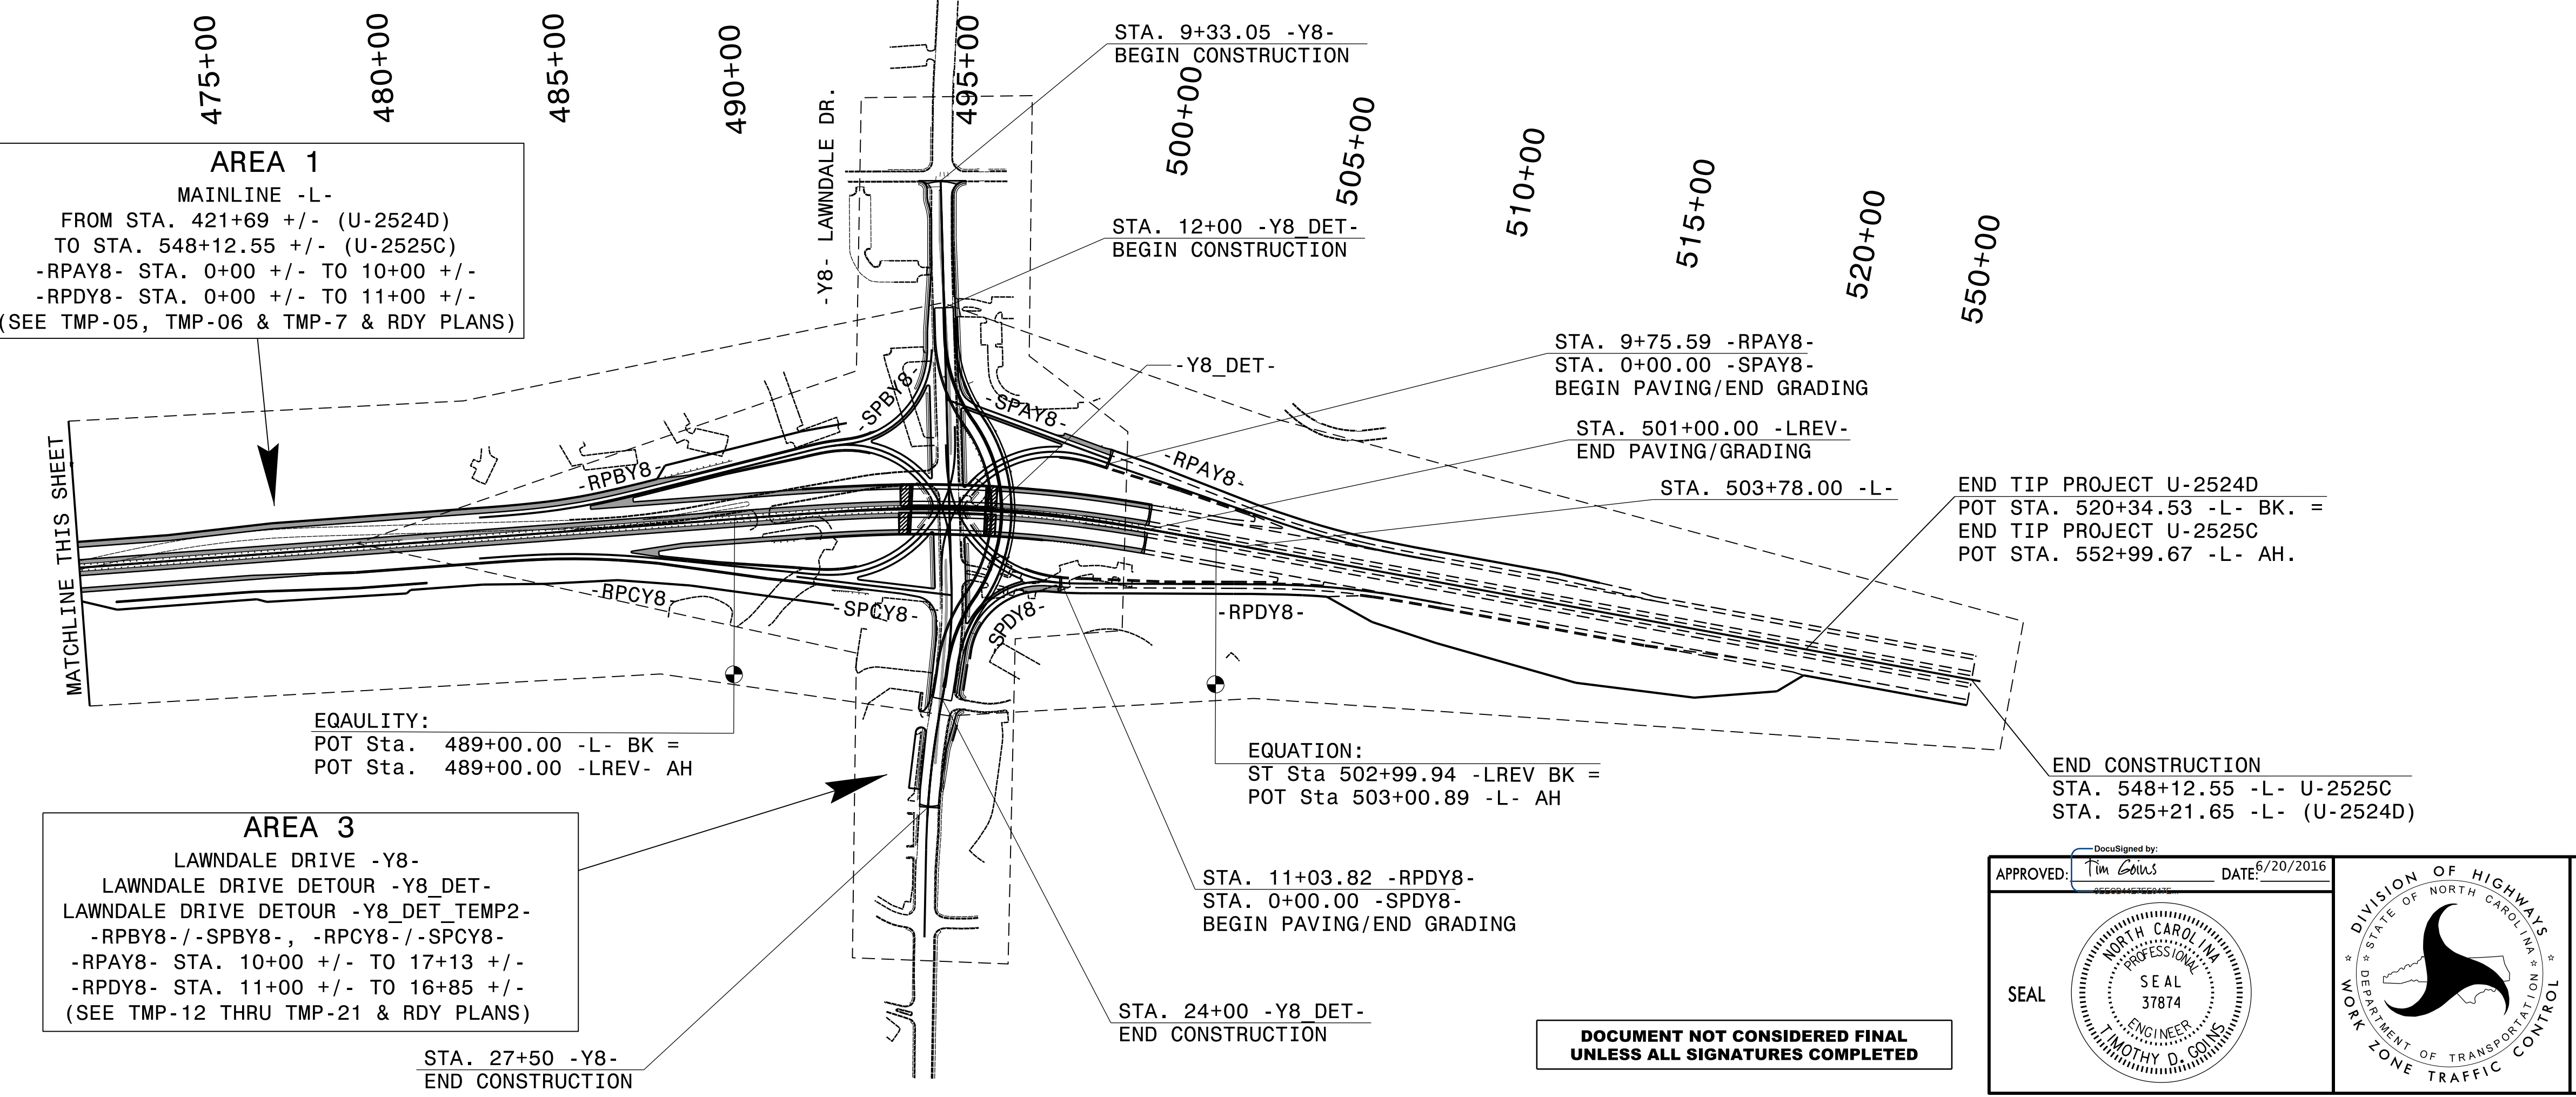 475+00
480+00
485+00
490+00
495+00
500+00
505+00
510+00
515+00
520+00
550+00
STA. 9+33.05 -Y8-
BEGIN CONSTRUCTION
-Y8- LAWNDALE DR.
AREA 1
MAINLINE -L-
FROM STA. 421+69 +/- (U-2524D)
TO STA. 548+12.55 +/- (U-2525C)
-RPAY8- STA. 0+00 +/- TO 10+00 +/-
-RPDY8- STA. 0+00 +/- TO 11+00 +/-
(SEE TMP-05, TMP-06 & TMP-7 & RDY PLANS)
STA. 12+00 -Y8_DET-
BEGIN CONSTRUCTION
-Y8_DET-
STA. 9+75.59 -RPAY8-
STA. 0+00.00 -SPAY8-
BEGIN PAVING/END GRADING
STA. 501+00.00 -LREV-
END PAVING/GRADING
STA. 503+78.00 -L-
END TIP PROJECT U-2524D
POT STA. 520+34.53 -L- BK. =
END TIP PROJECT U-2525C
POT STA. 552+99.67 -L- AH.
-SPBY8-
-SPAY8-
-RPBY8-
-RPAY8-
MATCHLINE THIS SHEET
-RPCY8-
-SPCY8-
SPDY8-
-RPDY8-
EQAULITY:
POT Sta. 489+00.00 -L- BK =
POT Sta. 489+00.00 -LREV- AH
EQUATION:
ST Sta 502+99.94 -LREV BK =
POT Sta 503+00.89 -L- AH
END CONSTRUCTION
STA. 548+12.55 -L- U-2525C
STA. 525+21.65 -L- (U-2524D)
AREA 3
LAWNDALE DRIVE -Y8-
LAWNDALE DRIVE DETOUR -Y8_DET-
LAWNDALE DRIVE DETOUR -Y8_DET_TEMP2-
-RPBY8-/-SPBY8-, -RPCY8-/-SPCY8-
-RPAY8- STA. 10+00 +/- TO 17+13 +/-
-RPDY8- STA. 11+00 +/- TO 16+85 +/-
(SEE TMP-12 THRU TMP-21 & RDY PLANS)
STA. 11+03.82 -RPDY8-
STA. 0+00.00 -SPDY8-
BEGIN PAVING/END GRADING
STA. 24+00 -Y8_DET-
END CONSTRUCTION
STA. 27+50 -Y8-
END CONSTRUCTION
DOCUMENT NOT CONSIDERED FINAL
UNLESS ALL SIGNATURES COMPLETED
DocuSigned by:
APPROVED: Tim Goins DATE: 6/20/2016
SEAL
NORTH CAROLINA
PROFESSIONAL
SEAL
37874
ENGINEER
TIMOTHY D. GOINS
DIVISION OF HIGHWAYS
STATE OF NORTH CAROLINA
DEPARTMENT OF TRANSPORTATION
WORK ZONE TRAFFIC CONTROL